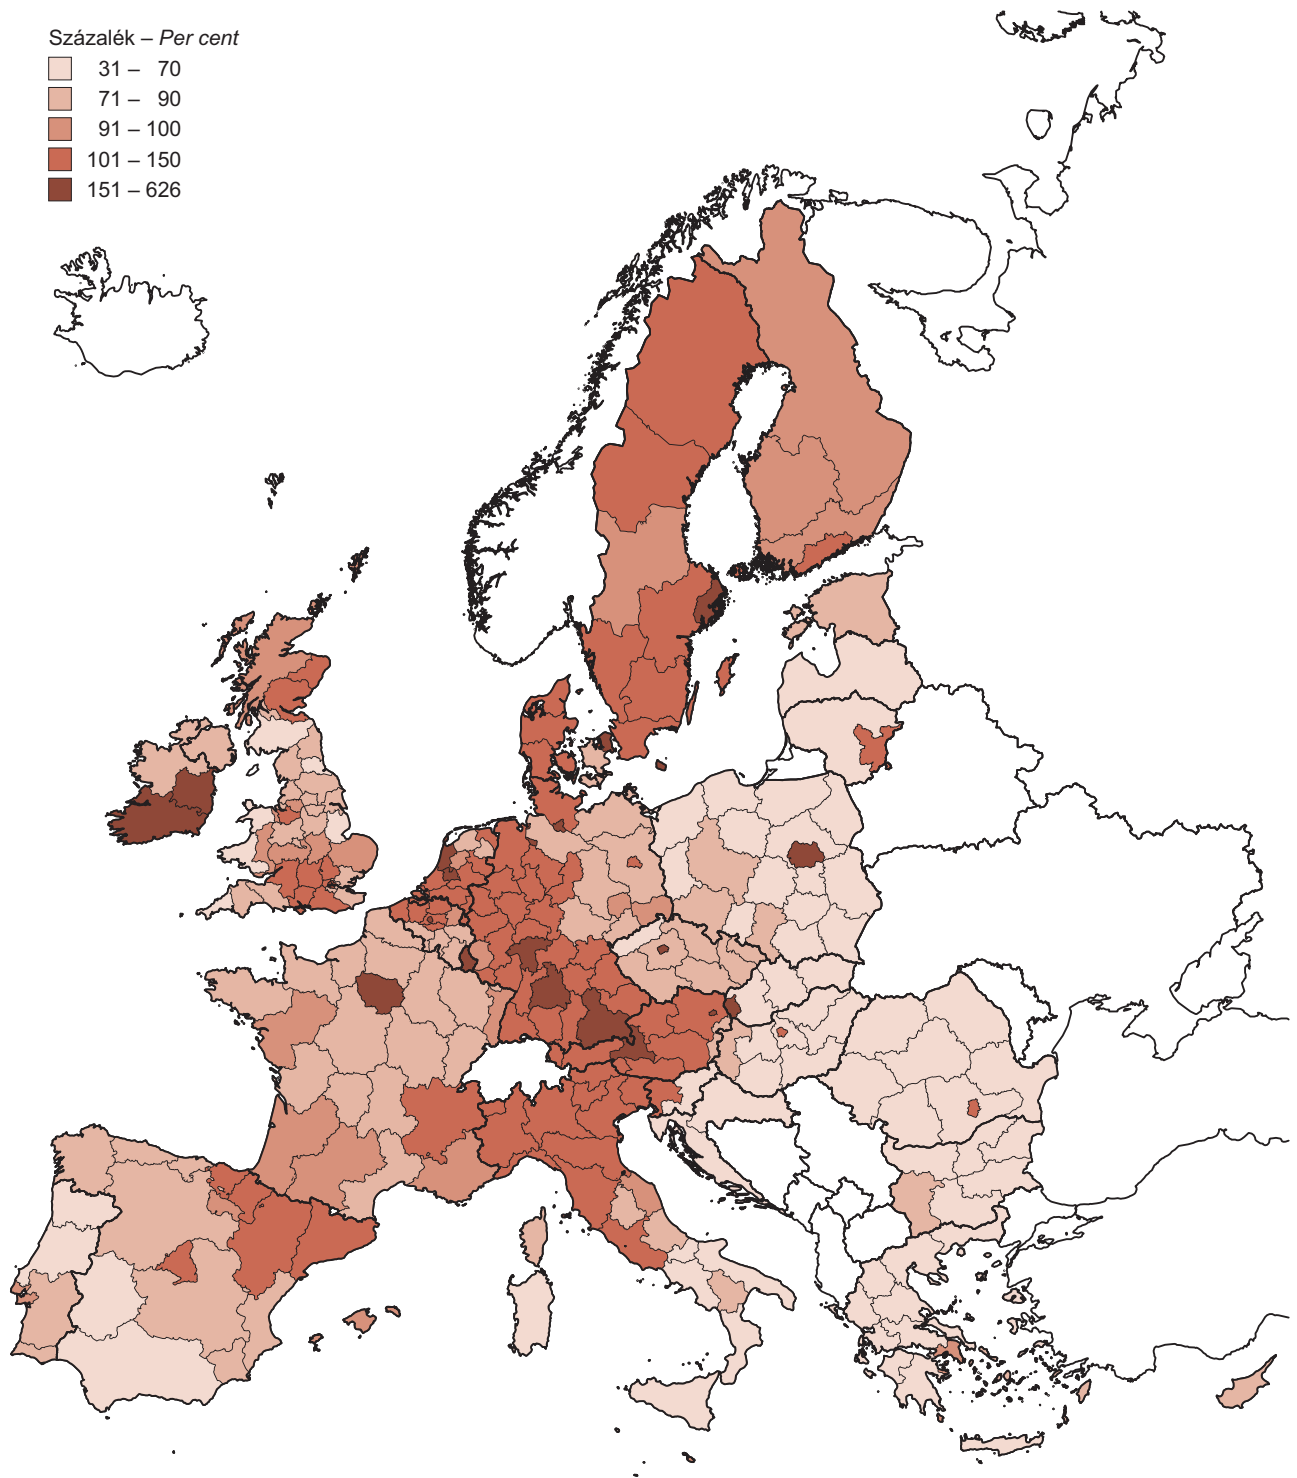 Százalék – Per cent
31 – 70
71 – 90
91 – 100
101 – 150
151 – 626